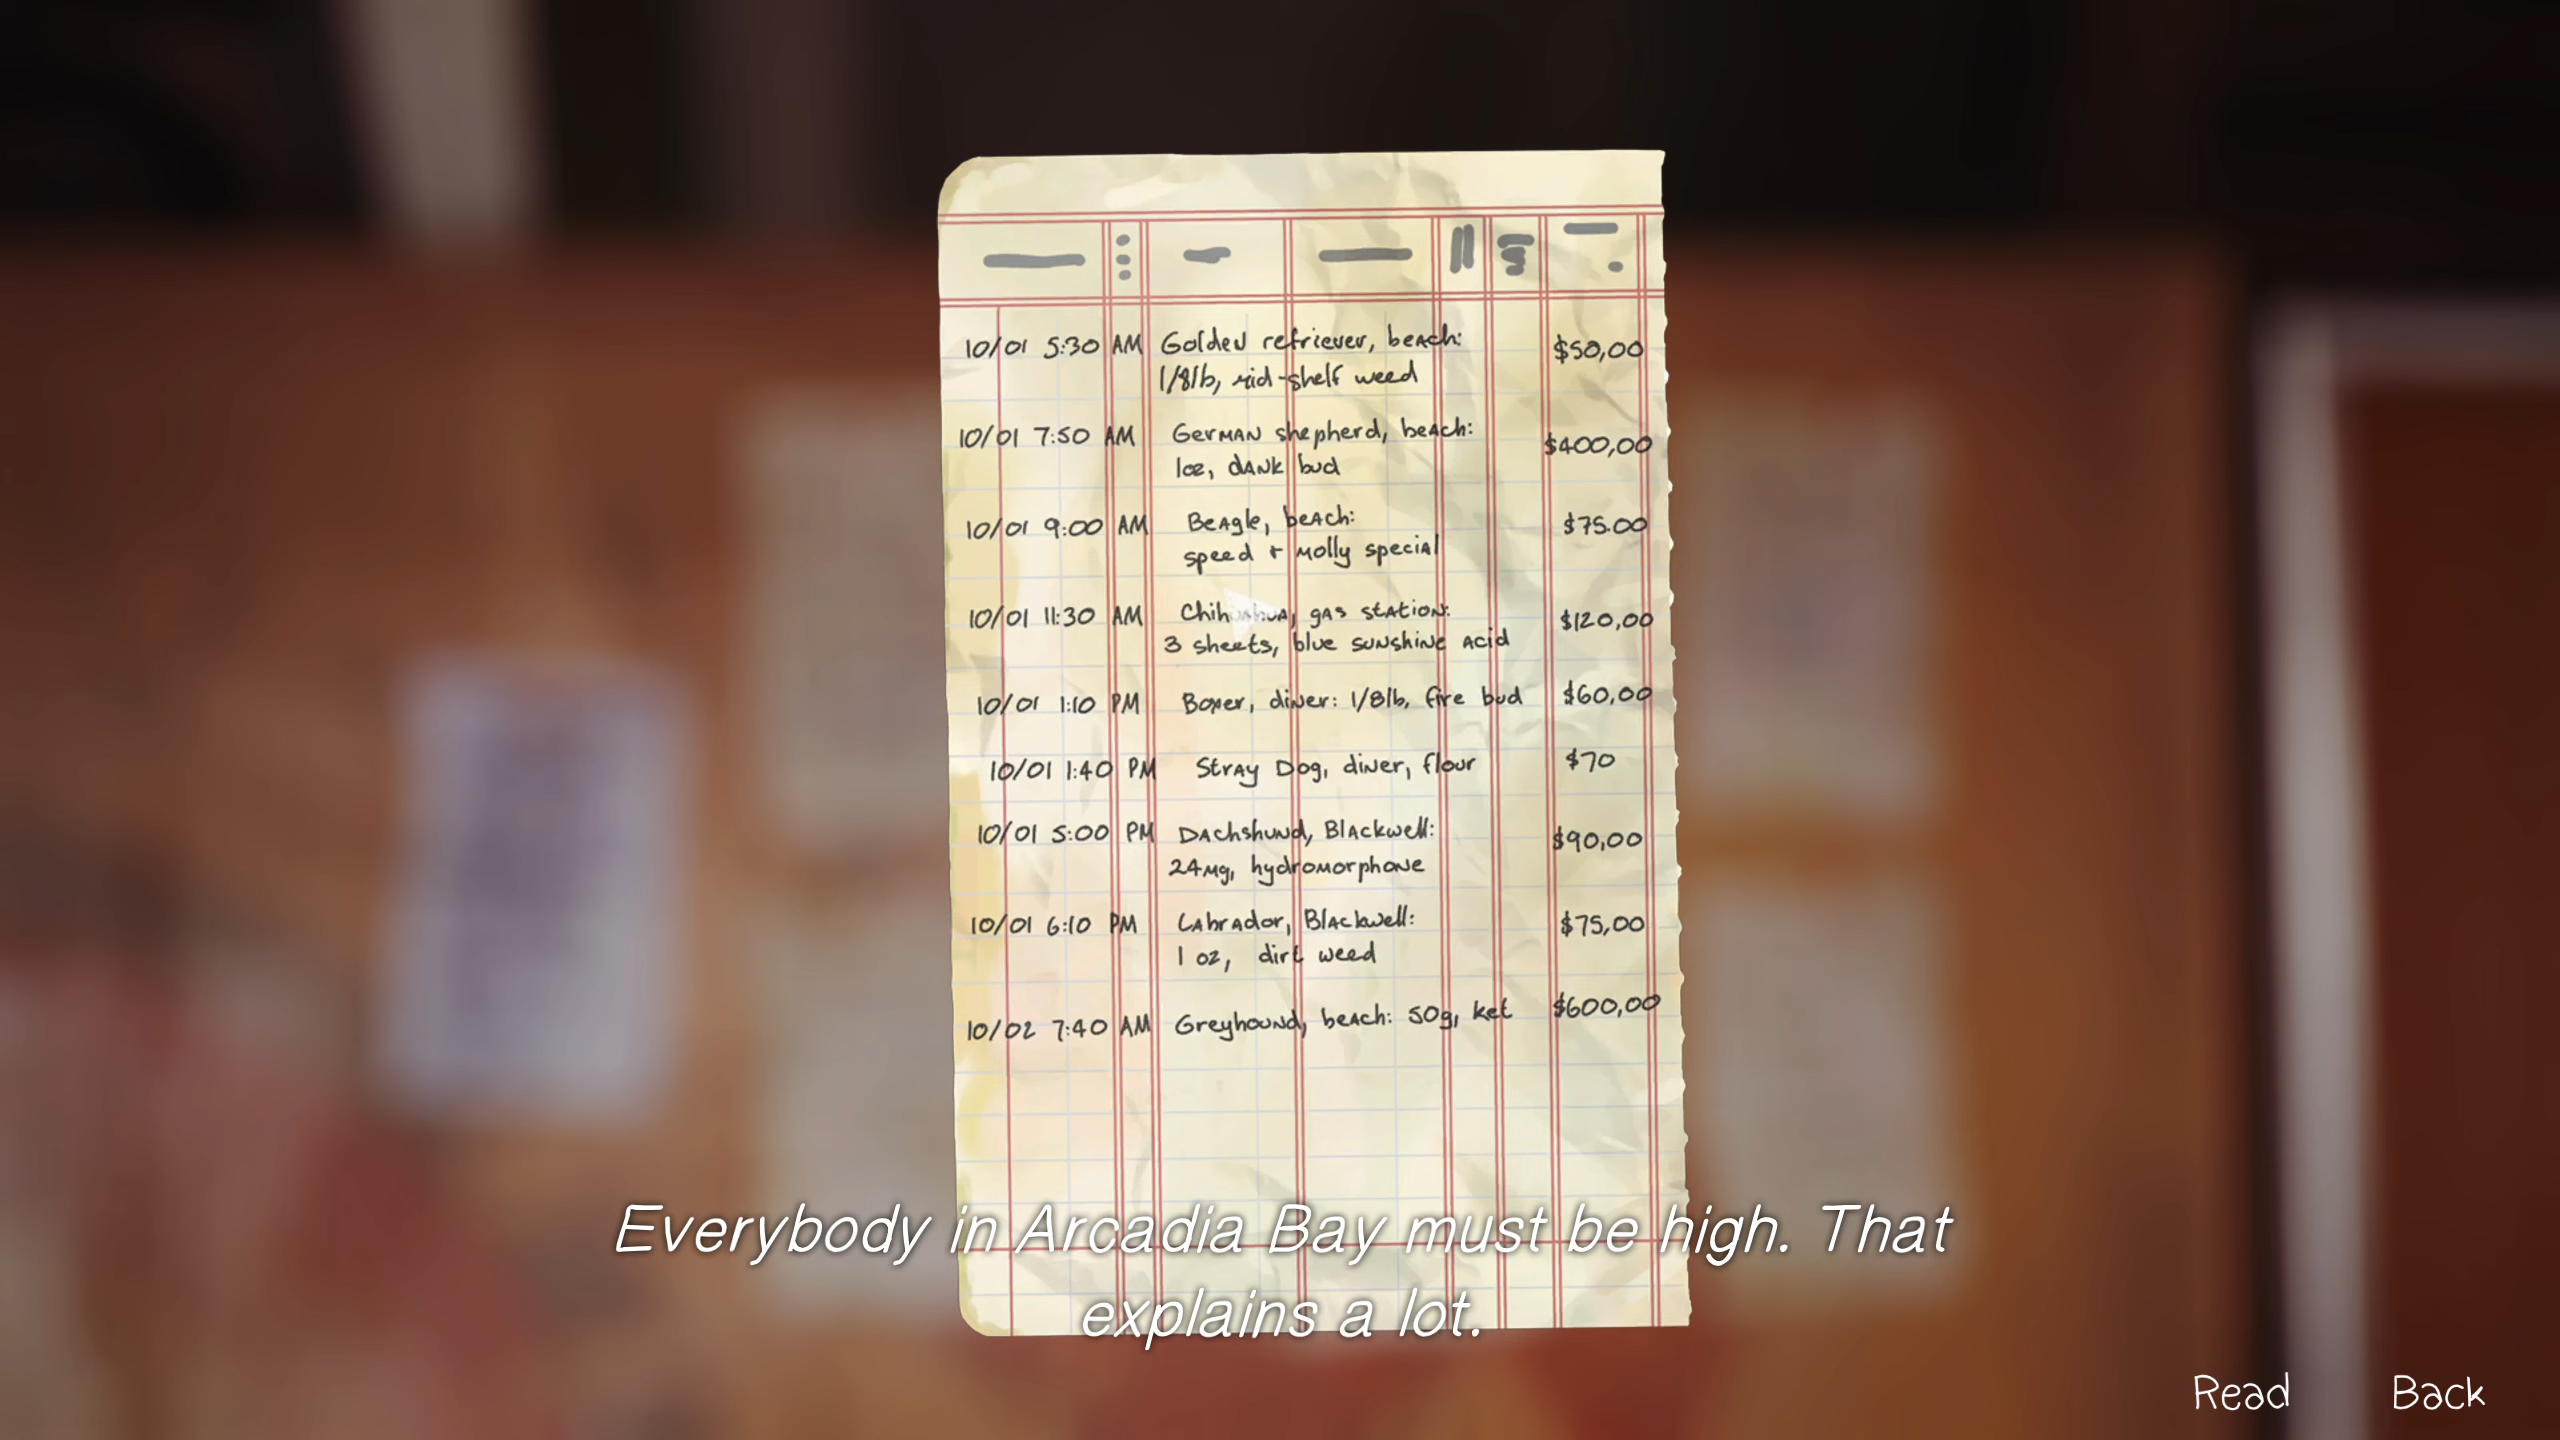 10/01 5:30 AM Golden retriever, beach: $50,00
1/8lb, mid-shelf weed
10/01 7:50 AM German shepherd, beach: $400,00
1oz, dank bud
10/01 9:00 AM Beagle, beach: $75.00
speed + molly special
10/01 11:30 AM Chihuahua, gas station: $120,00
3 sheets, blue sunshine acid
10/01 1:10 PM Boxer, diner: 1/8lb, fire bud $60,00
10/01 1:40 PM Stray Dog, diner, flour $70
10/01 5:00 PM Dachshund, Blackwell: $90,00
24mg, hydromorphone
10/01 6:10 PM Labrador, Blackwell: $75,00
1 oz, dirt weed
10/02 7:40 AM Greyhound, beach: 50g, ket $600,00
Everybody in Arcadia Bay must be high. That
explains a lot.
Read Back